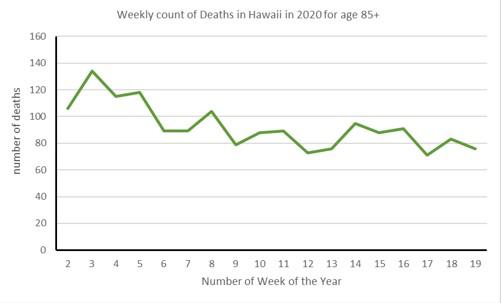 Weekly count of Deaths in Hawaii in 2020 for age 85+
160
140
120
100
80
60
40
20
0
number of deaths
2 3 4 5 6 7 8 9 10 11 12 13 14 15 16 17 18 19
Number of Week of the Year